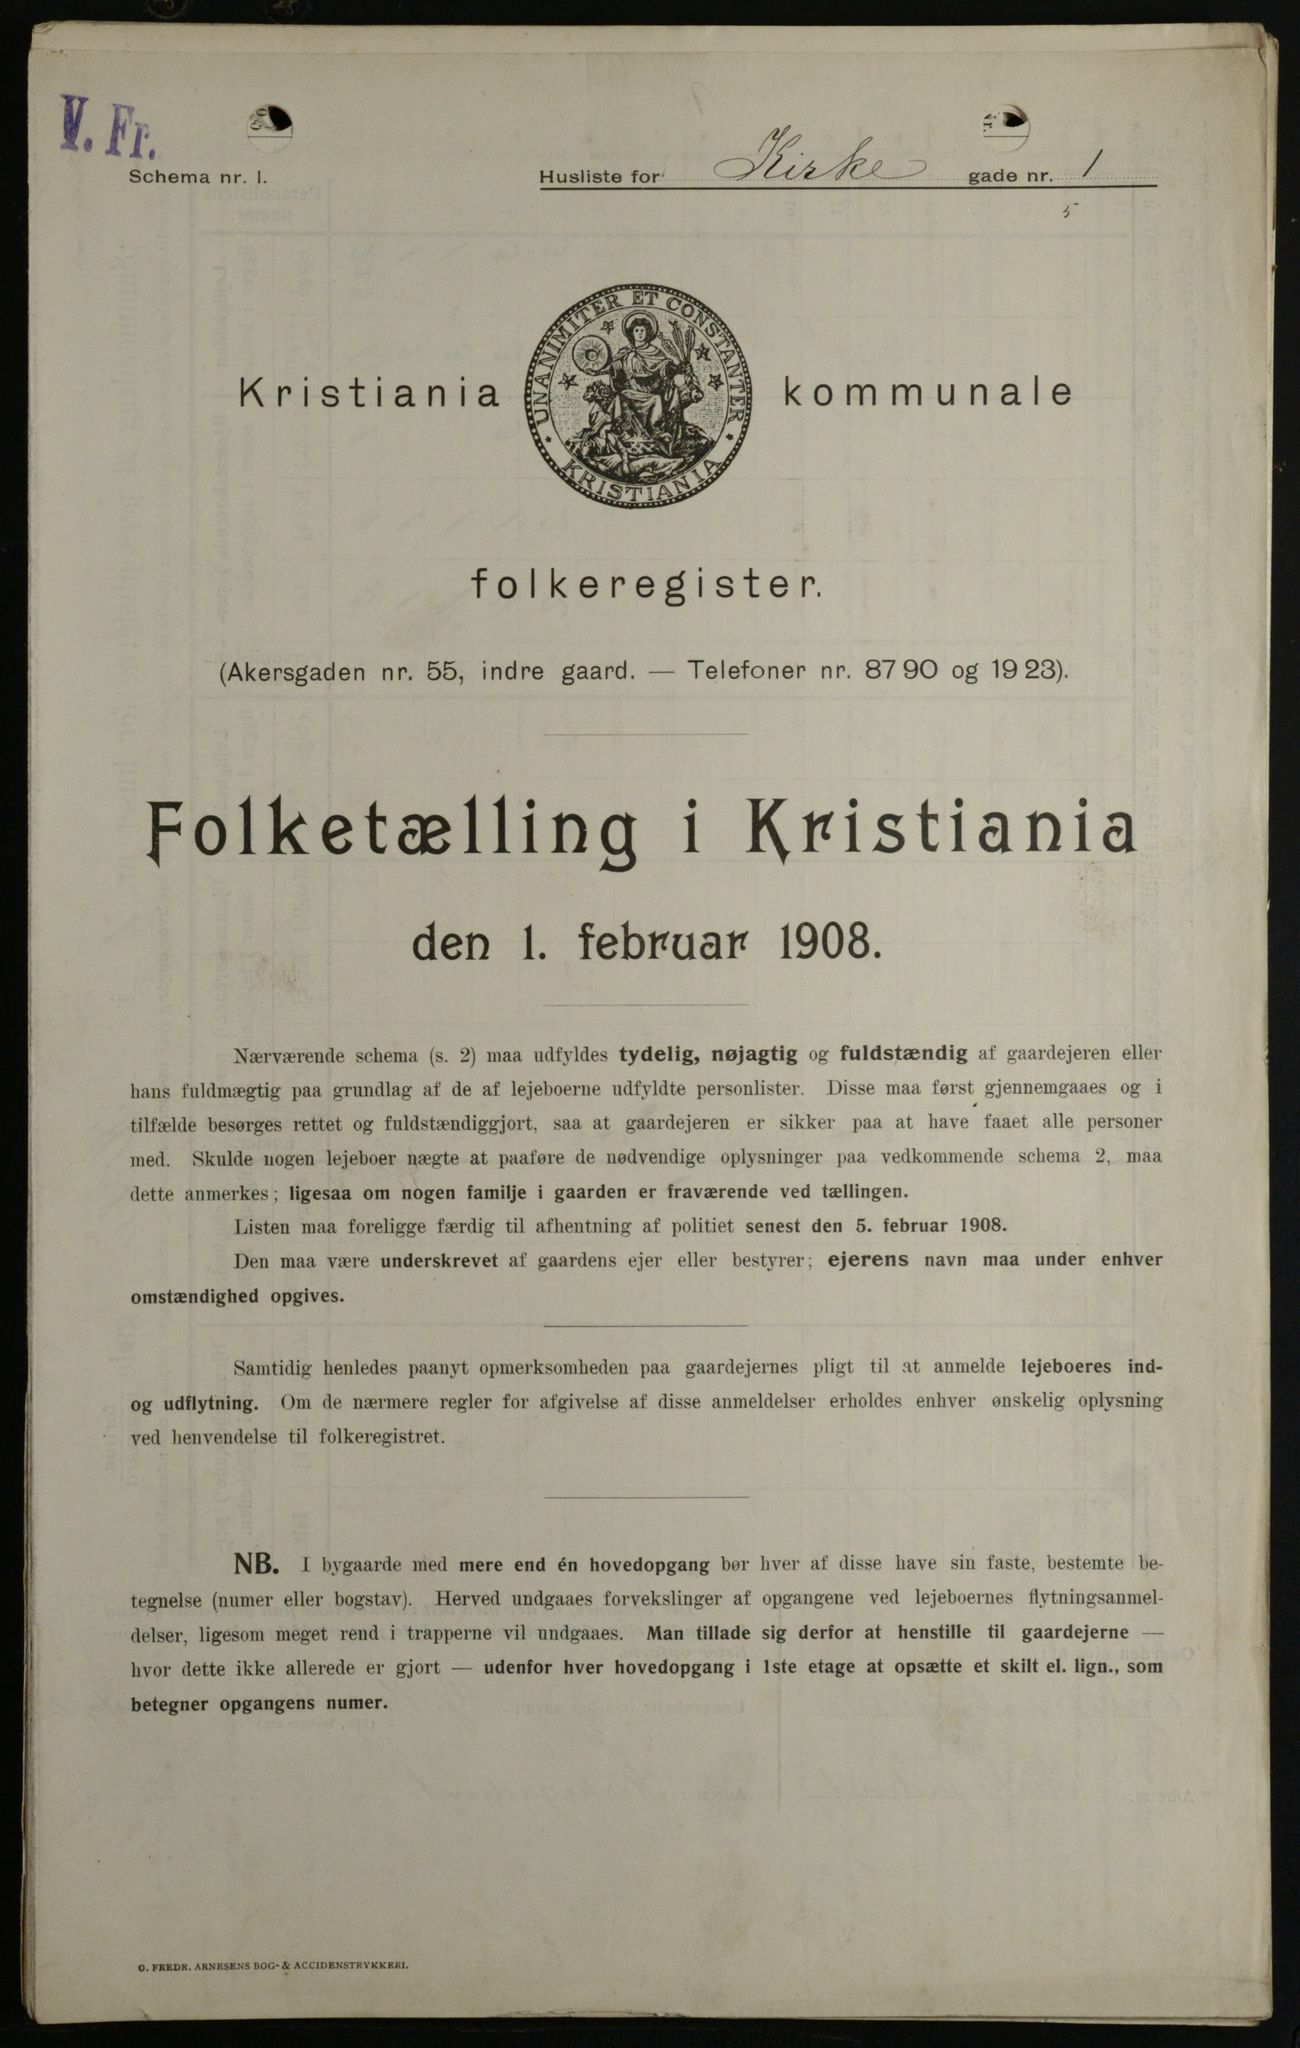 V. Fr.
Schema nr. 1.
Husliste for Kirke gade nr. 1
5
UNANIMITER ET CONSTANTER
KRISTIANIA
Kristiania kommunale
folkeregister.
(Akersgaden nr. 55, indre gaard. — Telefoner nr. 8790 og 1923).
Folketælling i Kristiania
den 1. februar 1908.
Nærværende schema (s. 2) maa udfyldes tydelig, nøjagtig og fuldstændig af gaardejeren eller
hans fuldmægtig paa grundlag af de af lejeboerne udfyldte personlister. Disse maa først gjennemgaaes og i
tilfælde besørges rettet og fuldstændiggjort, saa at gaardejeren er sikker paa at have faaet alle personer
med. Skulde nogen lejeboer nægte at paaføre de nødvendige oplysninger paa vedkommende schema 2, maa
dette anmerkes; ligesaa om nogen familje i gaarden er fraværende ved tællingen.
Listen maa foreligge færdig til afhentning af politiet senest den 5. februar 1908.
Den maa være underskrevet af gaardens ejer eller bestyrer; ejerens navn maa under enhver
omstændighed opgives.
Samtidig henledes paanyt opmerksomheden paa gaardejernes pligt til at anmelde lejeboeres ind-
og udflytning. Om de nærmere regler for afgivelse af disse anmeldelser erholdes enhver ønskelig oplysning
ved henvendelse til folkeregistret.
NB. I bygaarde med mere end én hovedopgang bør hver af disse have sin faste, bestemte be-
tegnelse (numer eller bogstav). Herved undgaaes forvekslinger af opgangene ved lejeboernes flytningsanmel-
delser, ligesom meget rend i trapperne vil undgaaes. Man tillade sig derfor at henstille til gaardejerne —
hvor dette ikke allerede er gjort — udenfor hver hovedopgang i 1ste etage at opsætte et skilt el. lign., som
betegner opgangens numer.
O. FREDR. ARNESENS BOG- & ACCIDENSTRYKKERI.